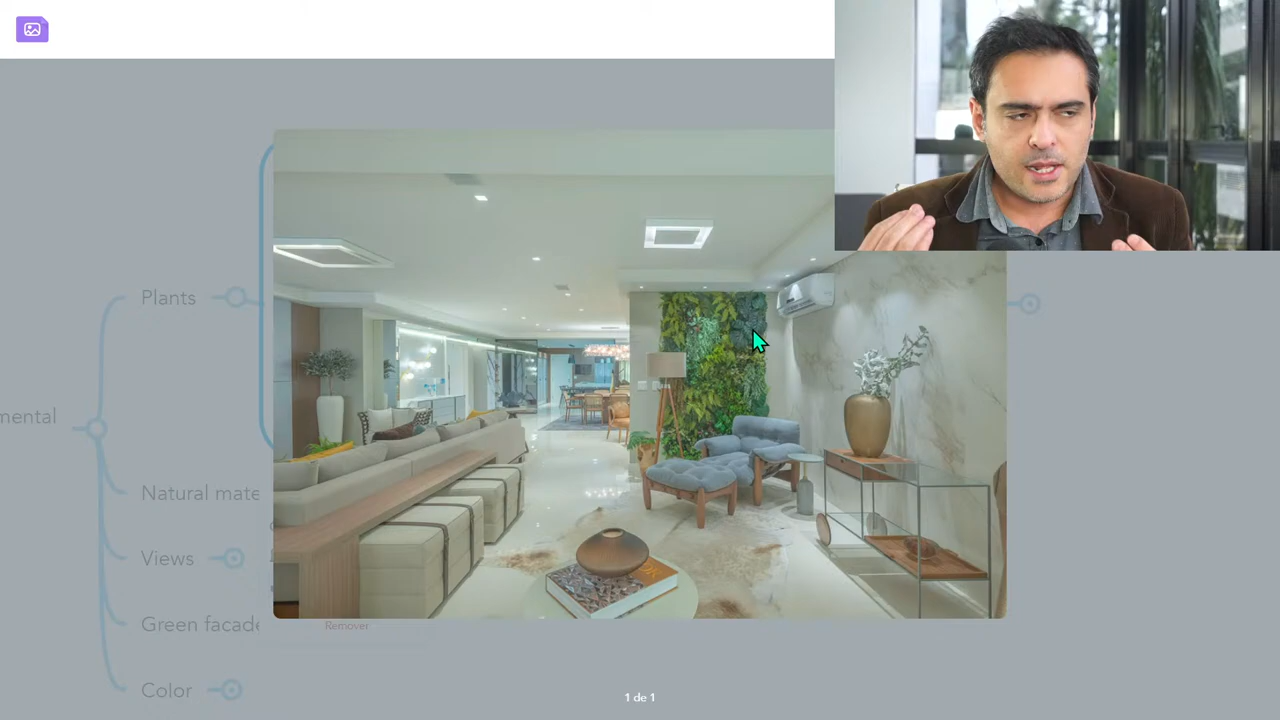 Plants
mental
Natural mate
Views
Green facade
Remover
Color
1 de 1